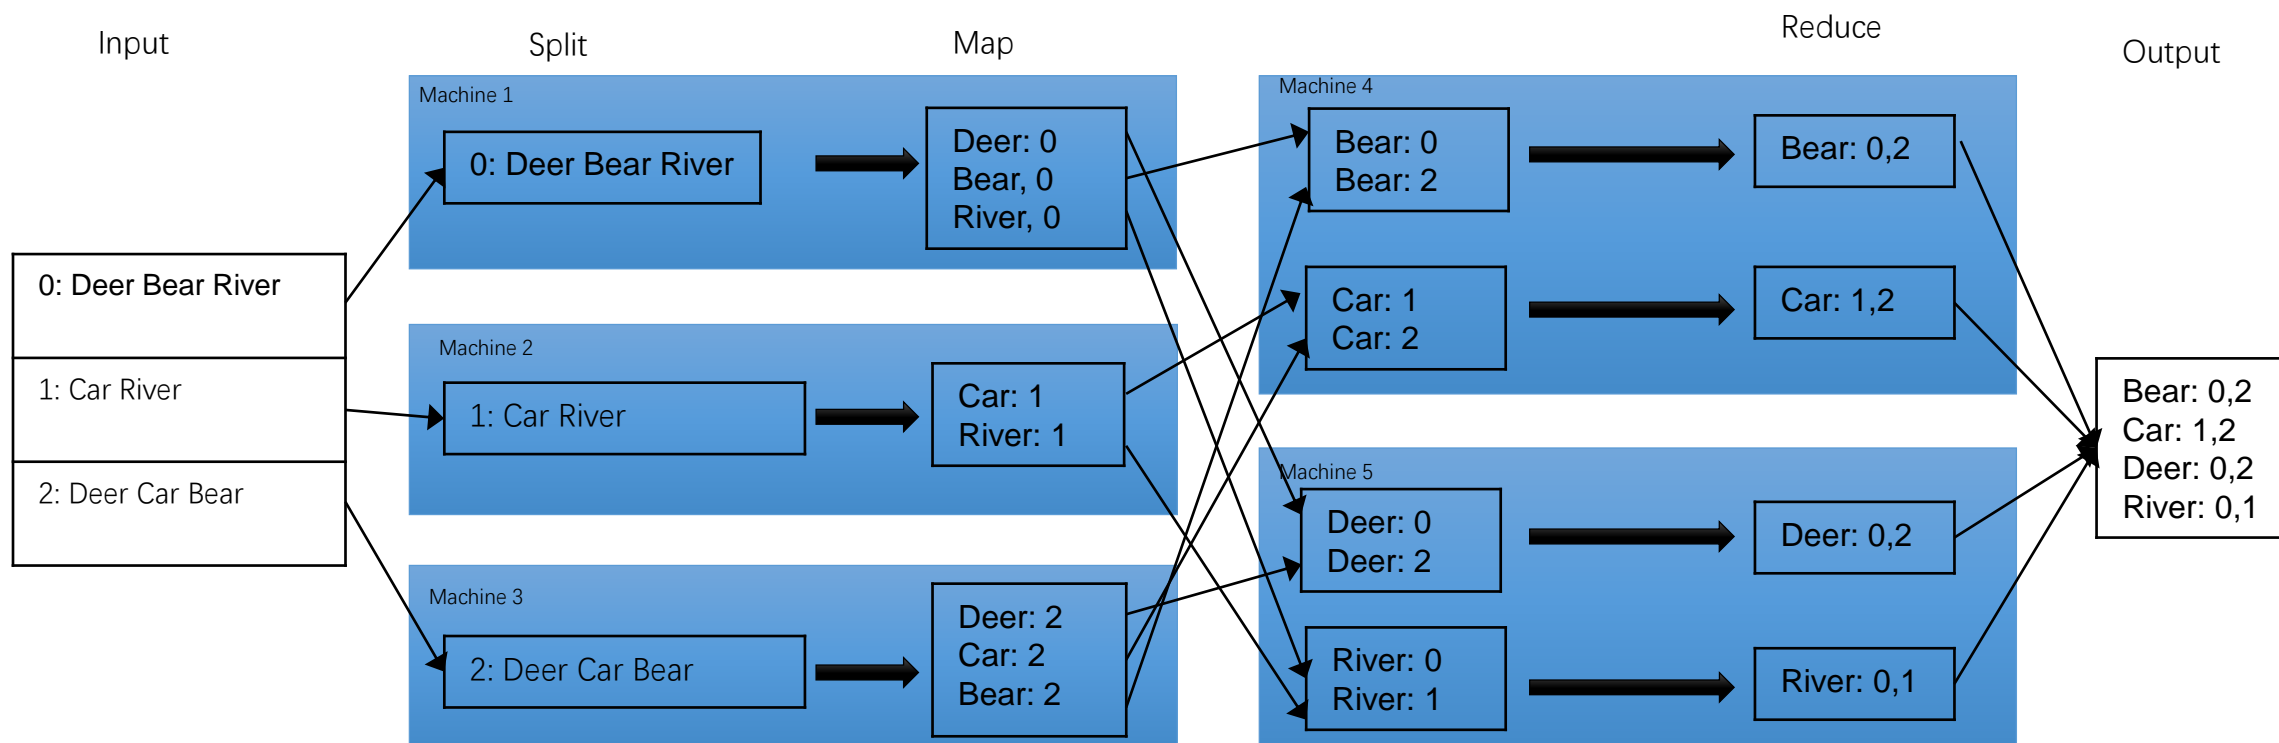 Input
Split
Map
Reduce
Output
Machine 1
0: Deer Bear River
Deer: 0
Bear, 0
River, 0
Machine 4
Bear: 0
Bear: 2
Bear: 0,2
0: Deer Bear River
1: Car River
2: Deer Car Bear
Machine 2
1: Car River
Car: 1
River: 1
Car: 1
Car: 2
Car: 1,2
Machine 3
2: Deer Car Bear
Deer: 2
Car: 2
Bear: 2
Machine 5
Deer: 0
Deer: 2
Deer: 0,2
River: 0
River: 1
River: 0,1
Bear: 0,2
Car: 1,2
Deer: 0,2
River: 0,1